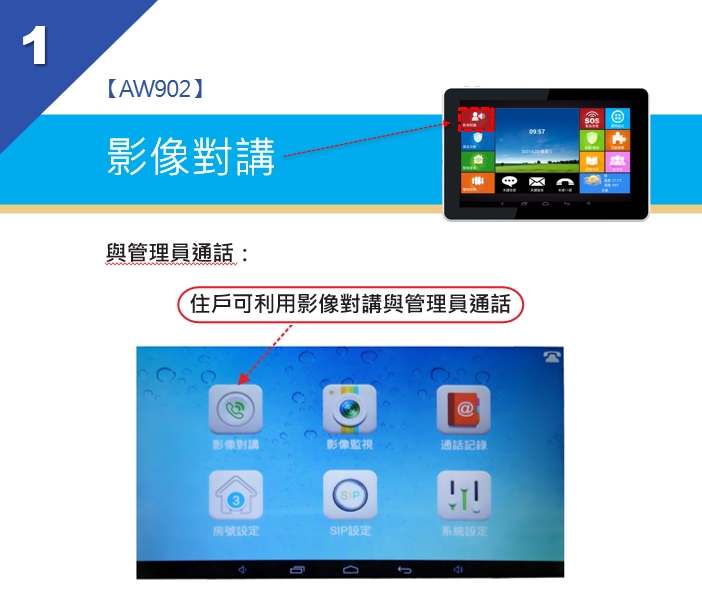 1
【AW902】
影像對講
SOS
09:57
與管理員通話：
住戶可利用影像對講與管理員通話
影像對講
影像監視
通話記錄
3
SIP
房號設定
SIP設定
系統設定